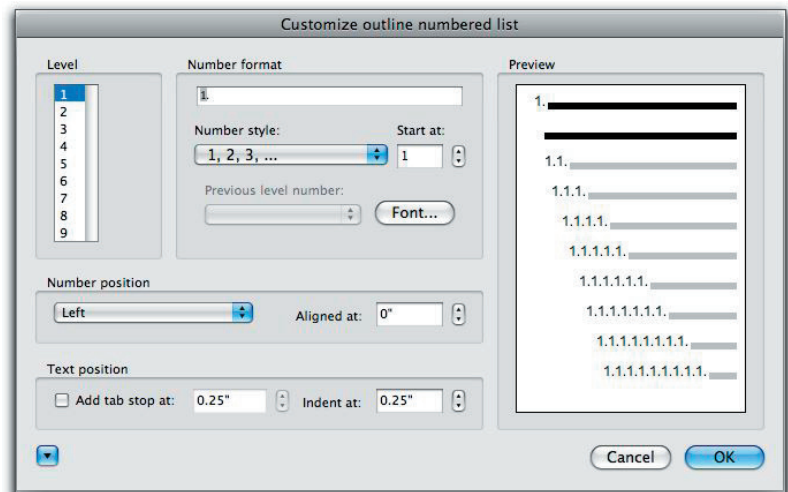 Customize outline numbered list
Level
1
2
3
4
5
6
7
8
9
Number format
1.
Number style:
Start at:
1, 2, 3, ...
1
Previous level number:
Font...
Number position
Left
Aligned at:
0"
Text position
Add tab stop at:
0.25"
Indent at:
0.25"
Preview
1.
1.1.
1.1.1.
1.1.1.1.
1.1.1.1.1.
1.1.1.1.1.1.
1.1.1.1.1.1.1.
1.1.1.1.1.1.1.1.
1.1.1.1.1.1.1.1.1.
Cancel
OK